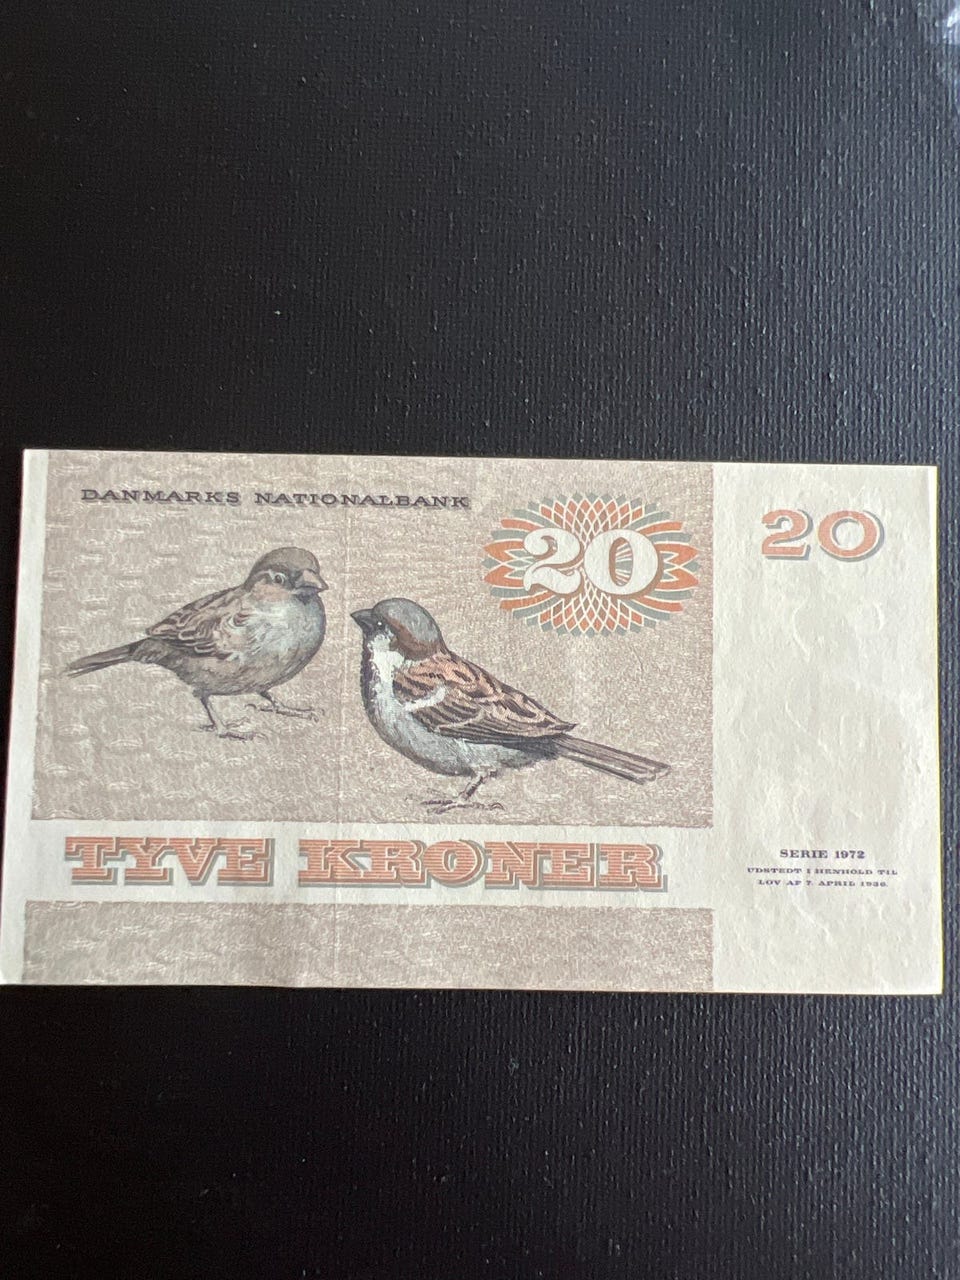 DANMARKS NATIONALBANK
20
20
TYVE KRONER
SERIE 1972
UDSTEDT I HENHOLD TIL
LOV AF 7. APRIL 1936.